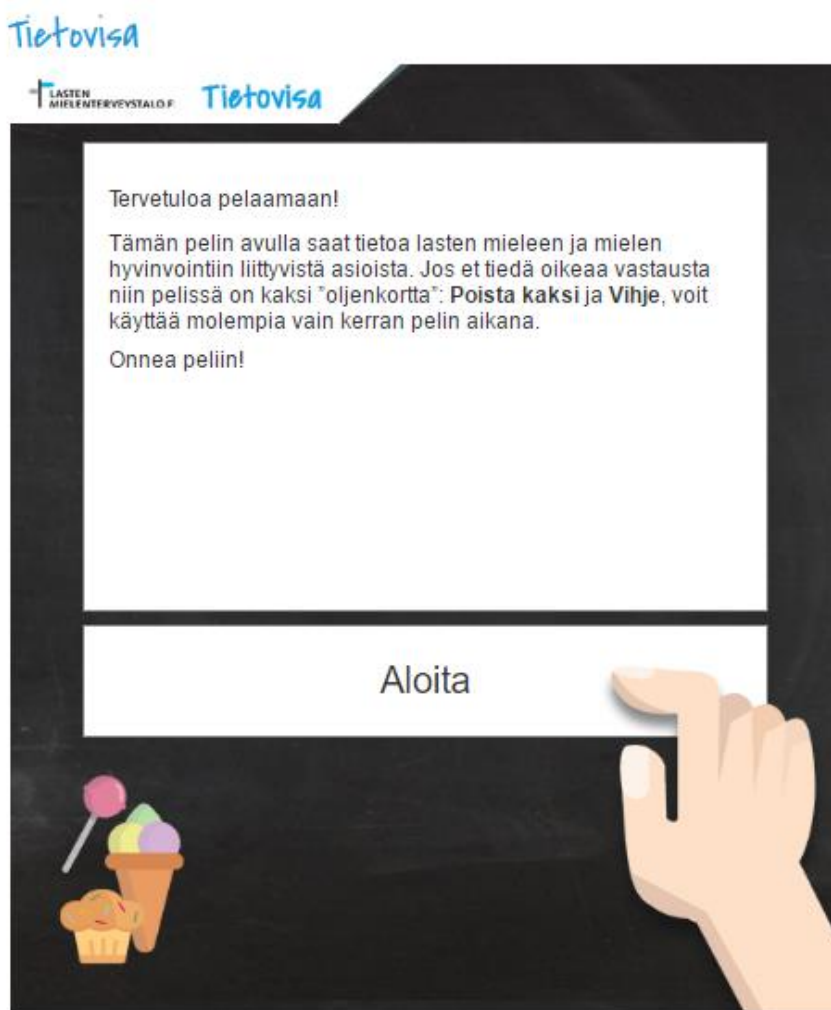 Tietovisa
LASTEN
MIELENTERVEYSTALO.F
Tietovisa
Tervetuloa pelaamaan!
Tämän pelin avulla saat tietoa lasten mieleen ja mielen
hyvinvointiin liittyvistä asioista. Jos et tiedä oikeaa vastausta
niin pelissä on kaksi "oljenkortta": Poista kaksi ja Vihje, voit
käyttää molempia vain kerran pelin aikana.
Onnea peliin!
Aloita